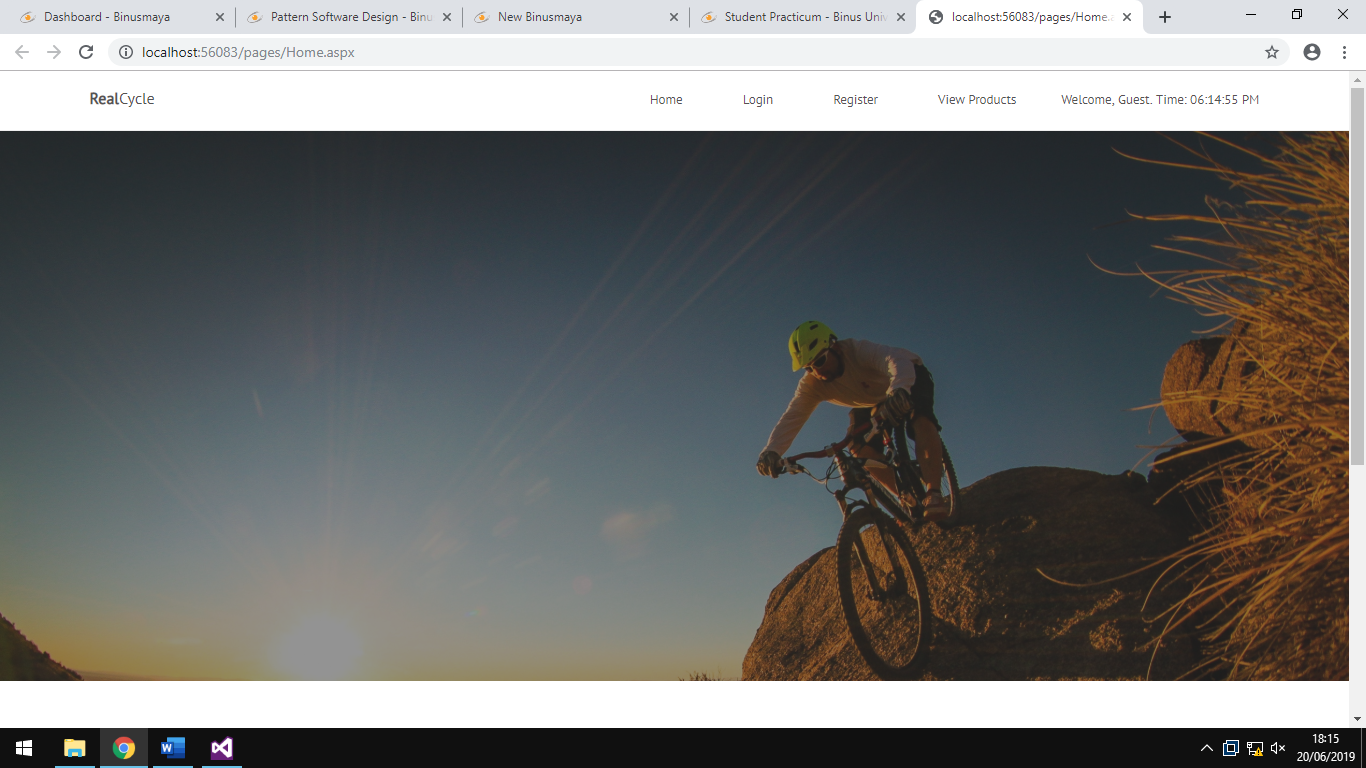 Dashboard - Binusmaya
Pattern Software Design - Binu
New Binusmaya
Student Practicum - Binus Univ
localhost:56083/pages/Home.a
localhost:56083/pages/Home.aspx
RealCycle
Home
Login
Register
View Products
Welcome, Guest. Time: 06:14:55 PM
18:15
20/06/2019